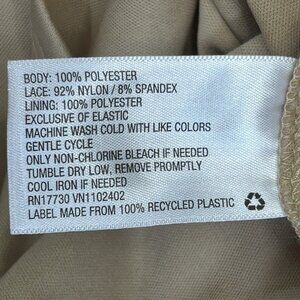 BODY: 100% POLYESTER
LACE: 92% NYLON / 8% SPANDEX
LINING: 100% POLYESTER
EXCLUSIVE OF ELASTIC
MACHINE WASH COLD WITH LIKE COLORS
GENTLE CYCLE
ONLY NON-CHLORINE BLEACH IF NEEDED
TUMBLE DRY LOW, REMOVE PROMPTLY
COOL IRON IF NEEDED
RN17730 VN1102402
LABEL MADE FROM 100% RECYCLED PLASTIC